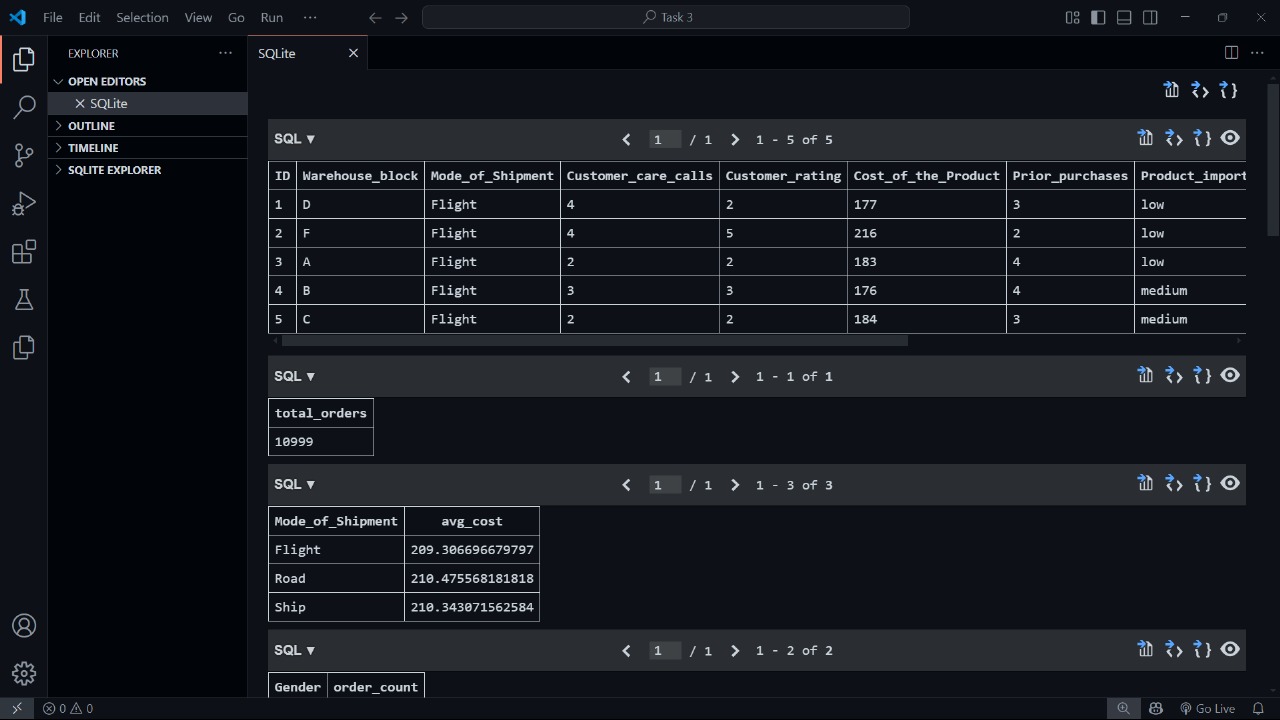 File Edit Selection View Go Run ··· Task 3
EXPLORER ···
OPEN EDITORS
SQLite
OUTLINE
TIMELINE
SQLITE EXPLORER
SQLite
SQL ▼ 1 / 1 1 - 5 of 5
ID Warehouse_block Mode_of_Shipment Customer_care_calls Customer_rating Cost_of_the_Product Prior_purchases Product_import
1 D Flight 4 2 177 3 low
2 F Flight 4 5 216 2 low
3 A Flight 2 2 183 4 low
4 B Flight 3 3 176 4 medium
5 C Flight 2 2 184 3 medium
SQL ▼ 1 / 1 1 - 1 of 1
total_orders
10999
SQL ▼ 1 / 1 1 - 3 of 3
Mode_of_Shipment avg_cost
Flight 209.306696679797
Road 210.475568181818
Ship 210.343071562584
SQL ▼ 1 / 1 1 - 2 of 2
Gender order_count
0 0 Go Live